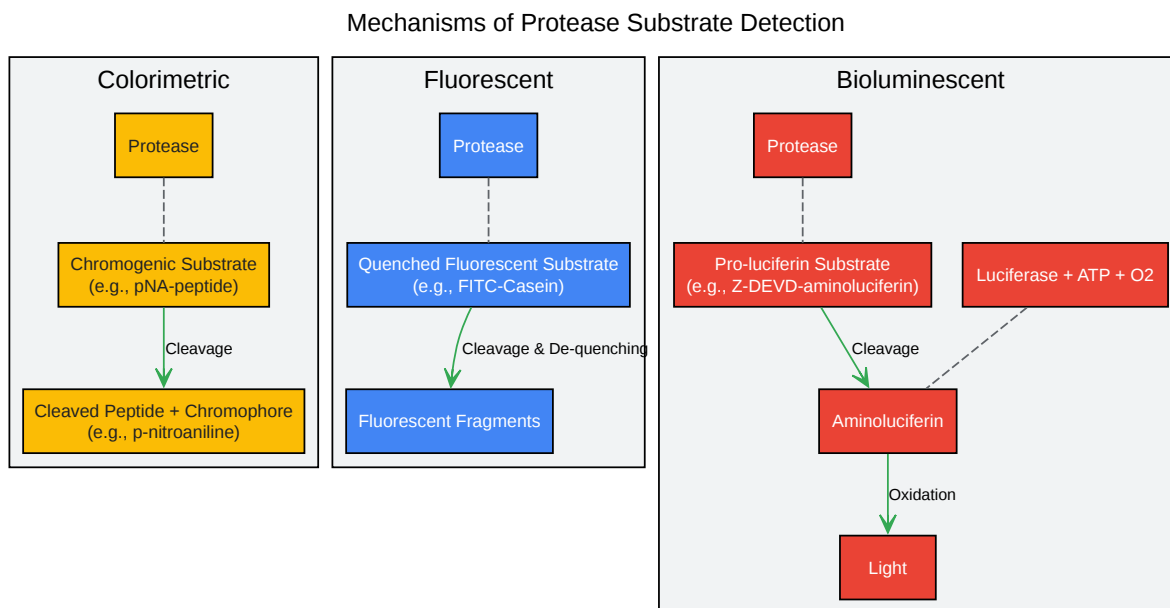 Mechanisms of Protease Substrate Detection
Colorimetric
Protease
Chromogenic Substrate
(e.g., pNA-peptide)
Cleavage
Cleaved Peptide + Chromophore
(e.g., p-nitroaniline)
Fluorescent
Protease
Quenched Fluorescent Substrate
(e.g., FITC-Casein)
Cleavage & De-quenching
Fluorescent Fragments
Bioluminescent
Protease
Pro-luciferin Substrate
(e.g., Z-DEVD-aminoluciferin)
Luciferase + ATP + O2
Cleavage
Aminoluciferin
Oxidation
Light